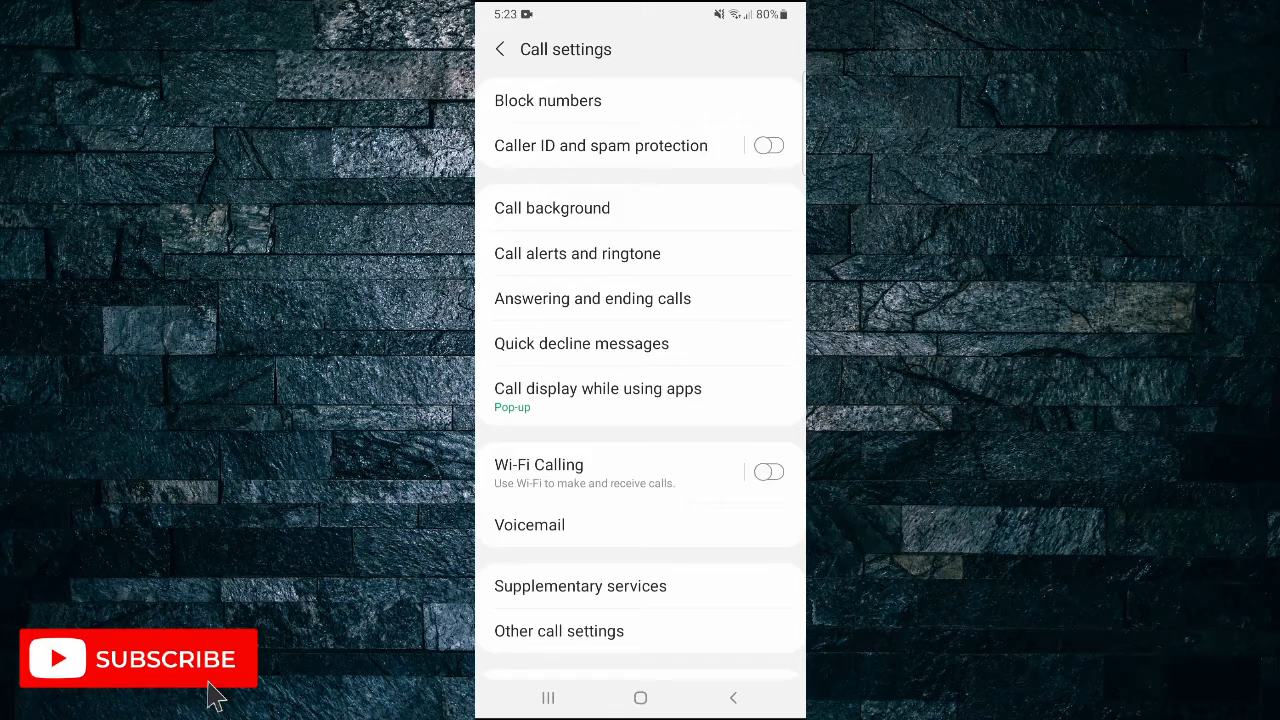 5:23
80%
Call settings
Block numbers
Caller ID and spam protection
Call background
Call alerts and ringtone
Answering and ending calls
Quick decline messages
Call display while using apps
Pop-up
Wi-Fi Calling
Use Wi-Fi to make and receive calls.
Voicemail
Supplementary services
Other call settings
SUBSCRIBE